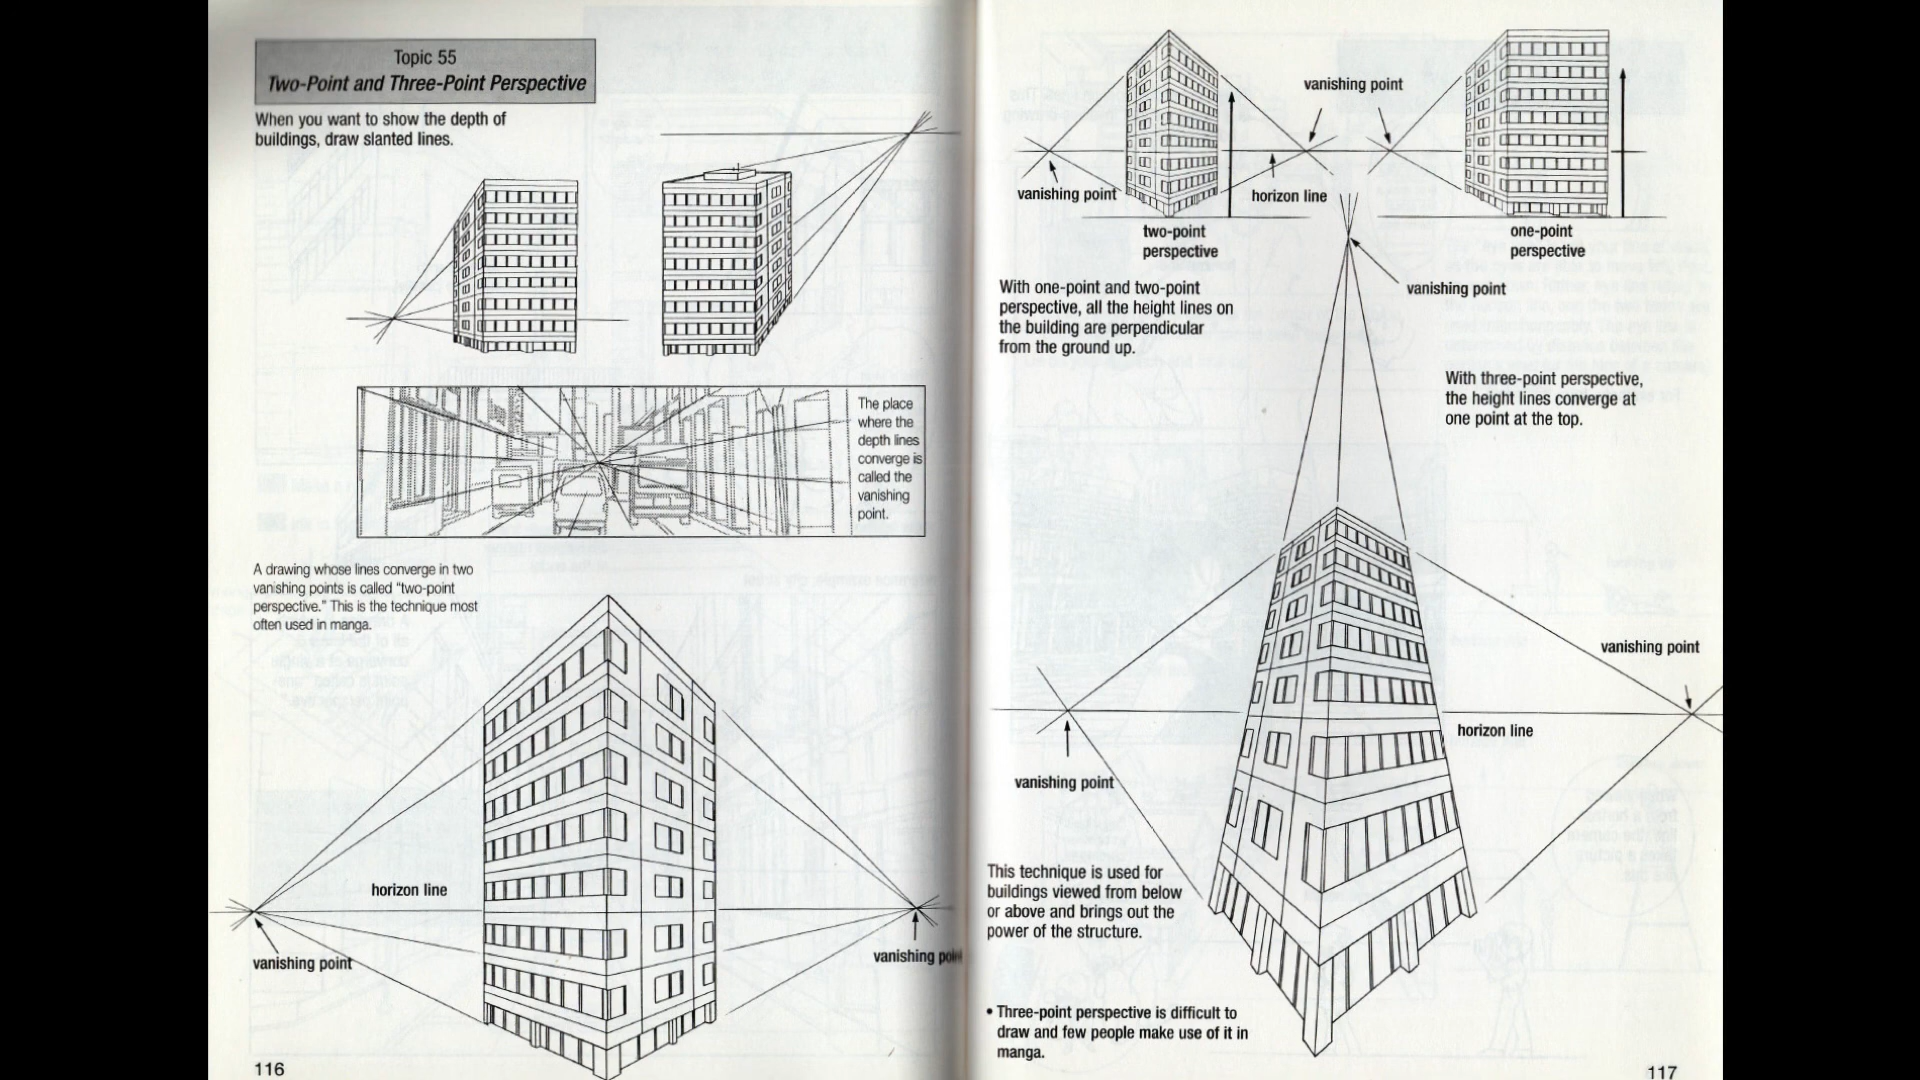 Topic 55
Two-Point and Three-Point Perspective
When you want to show the depth of
buildings, draw slanted lines.
The place
where the
depth lines
converge is
called the
vanishing
point.
A drawing whose lines converge in two
vanishing points is called "two-point
perspective." This is the technique most
often used in manga.
horizon line
vanishing point
vanishing point
116
vanishing point
vanishing point
horizon line
two-point
perspective
one-point
perspective
With one-point and two-point
perspective, all the height lines on
the building are perpendicular
from the ground up.
vanishing point
With three-point perspective,
the height lines converge at
one point at the top.
vanishing point
horizon line
vanishing point
This technique is used for
buildings viewed from below
or above and brings out the
power of the structure.
• Three-point perspective is difficult to
draw and few people make use of it in
manga.
117